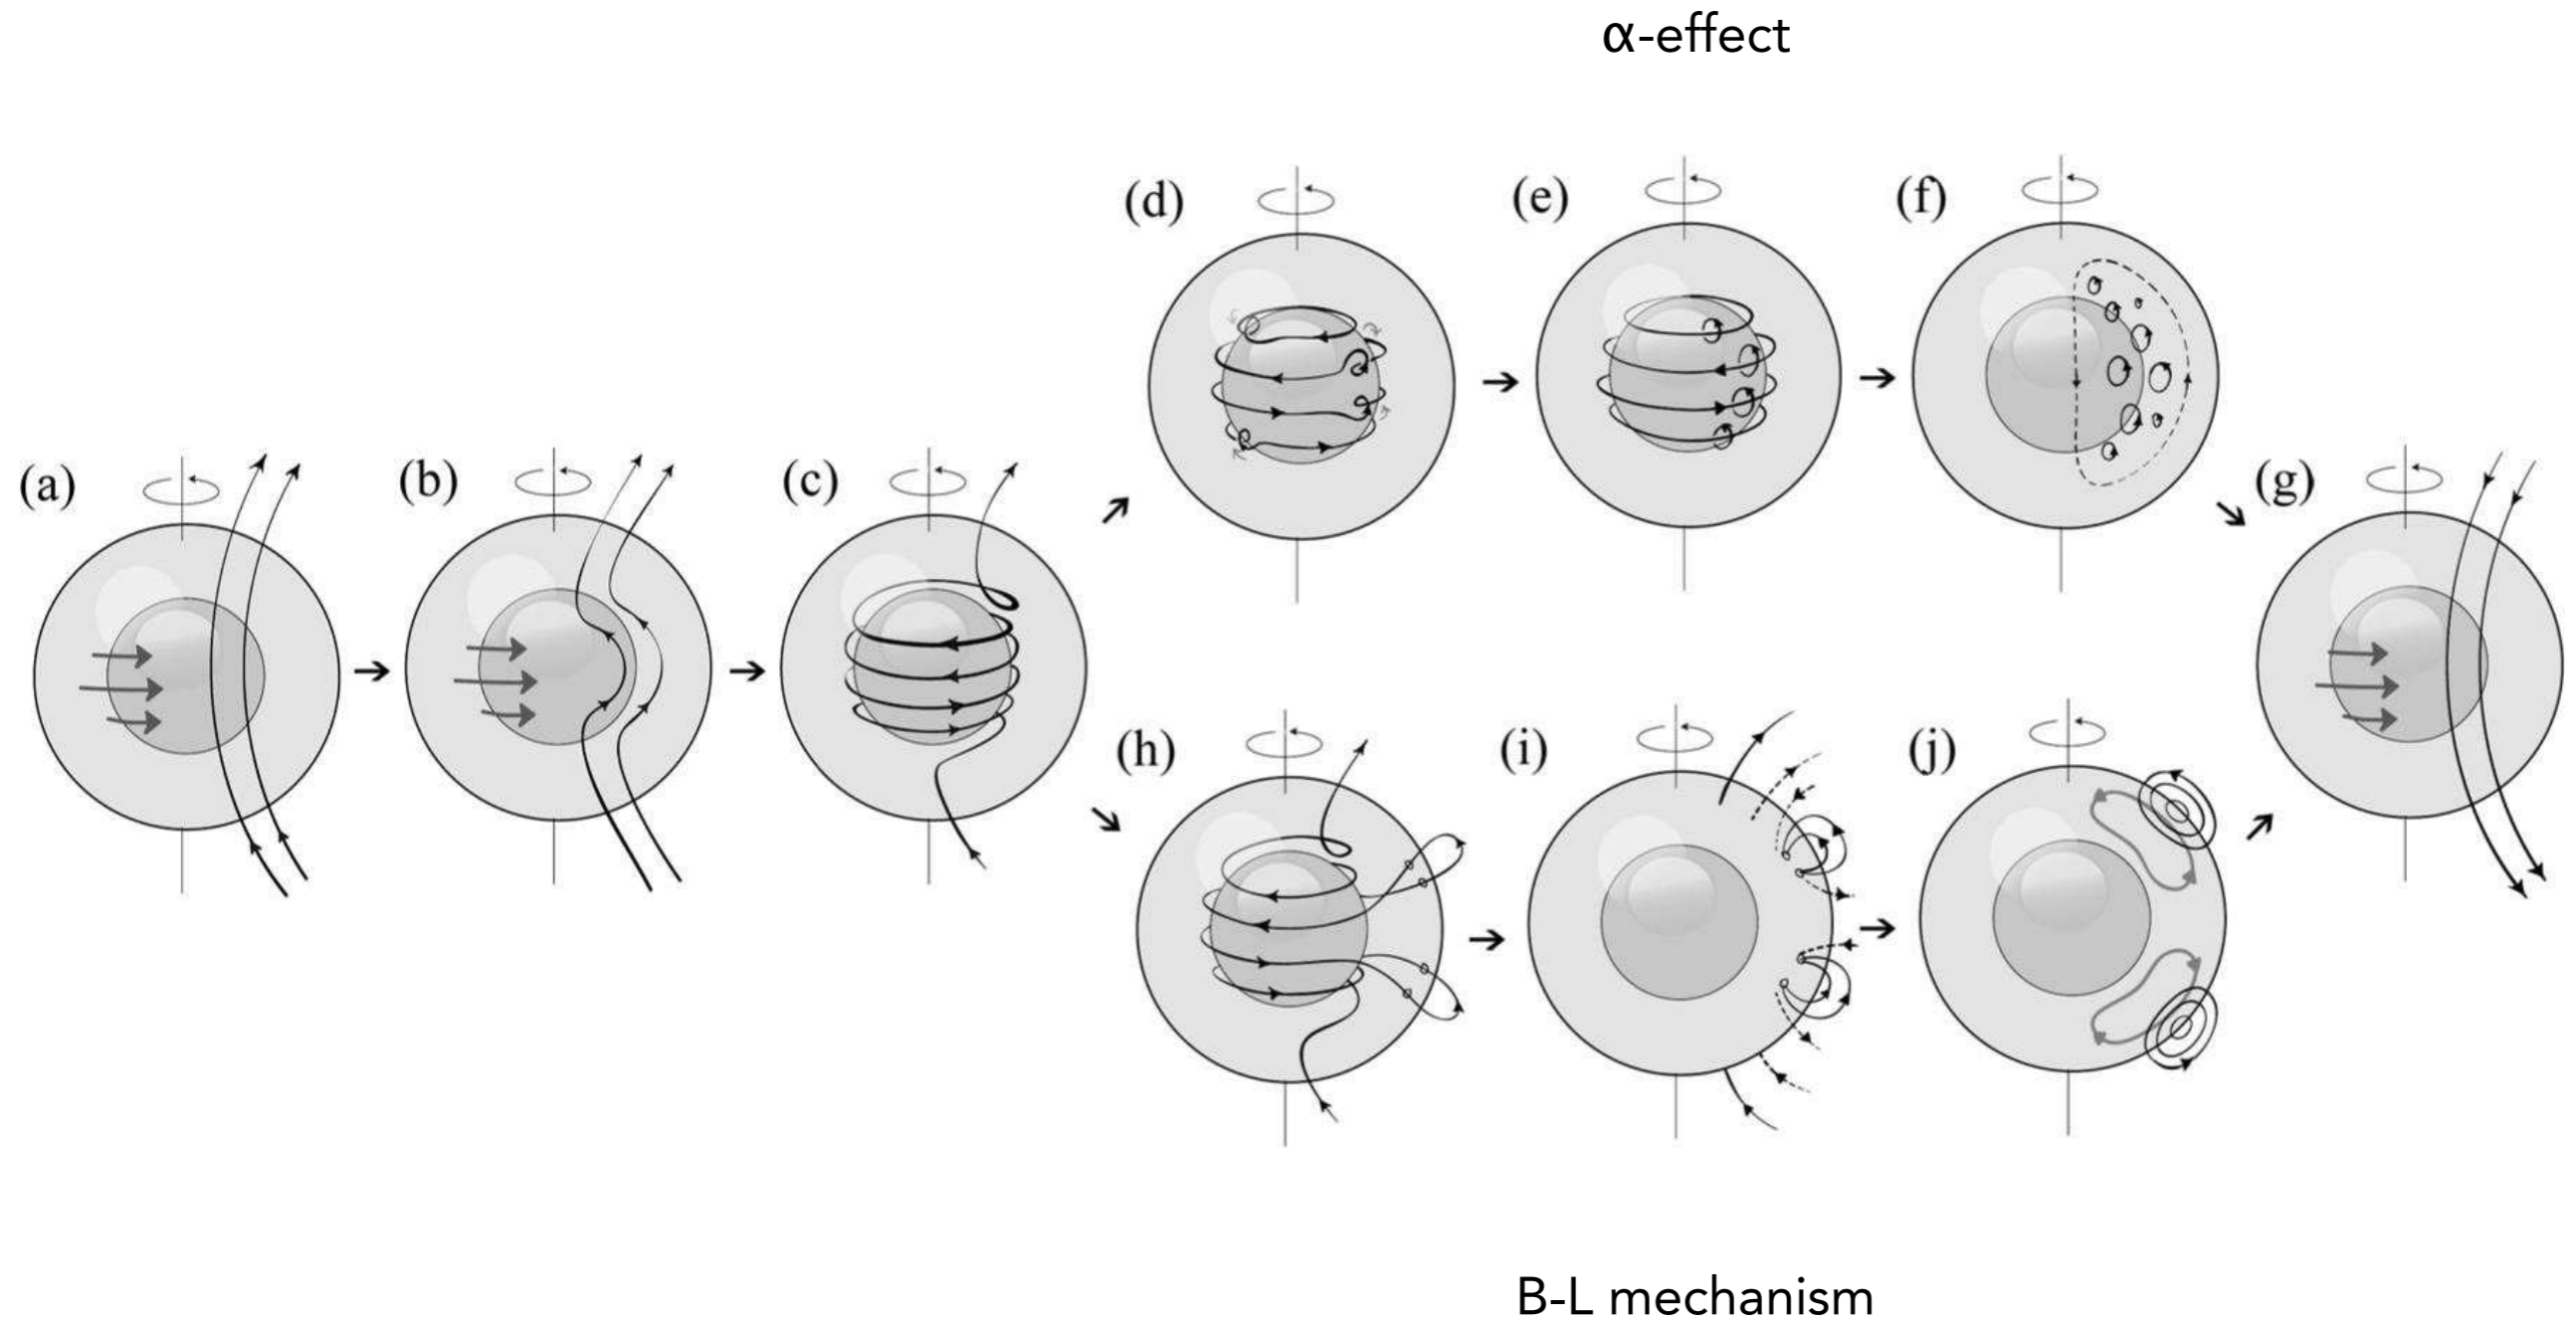 α-effect
(d)
(e)
(f)
(a)
(b)
(c)
(g)
(h)
(i)
(j)
B-L mechanism